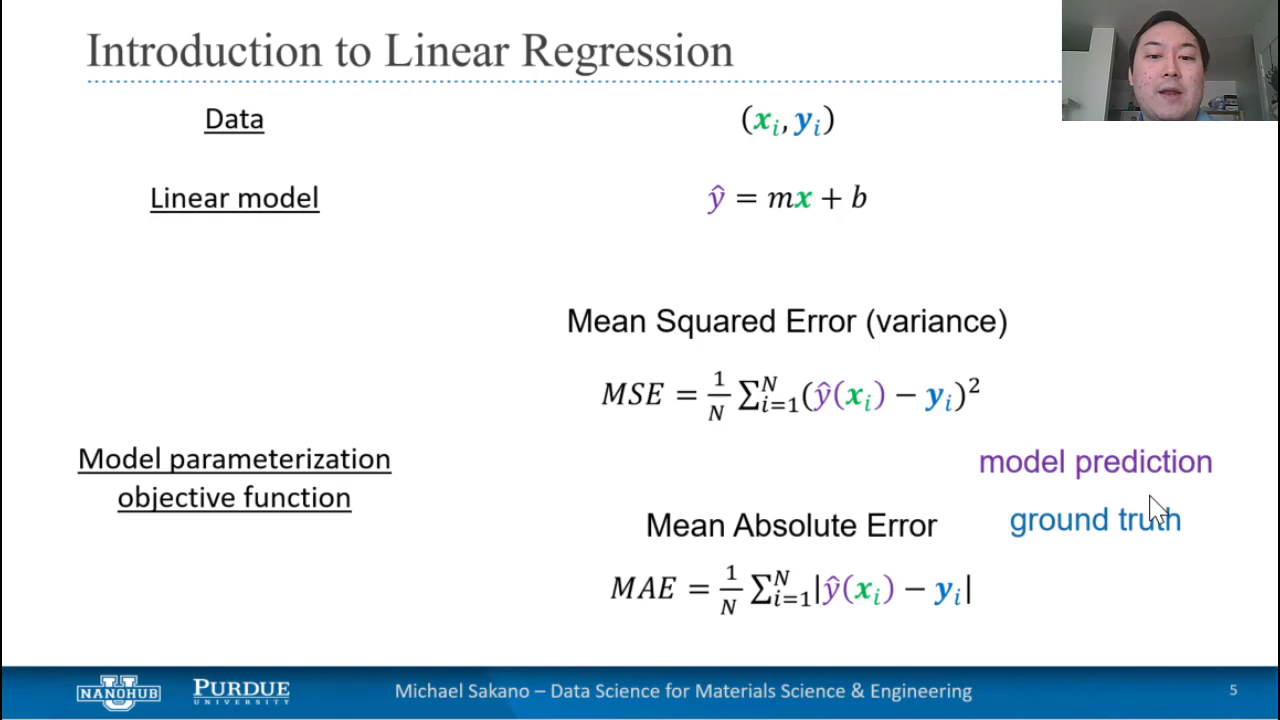 Introduction to Linear Regression
Data
(xᵢ, yᵢ)
Linear model
ŷ = mx + b
Mean Squared Error (variance)
MSE = 1/N ∑ᵢ₌₁ᴺ(ŷ(xᵢ) − yᵢ)²
Model parameterization
objective function
model prediction
ground truth
Mean Absolute Error
MAE = 1/N ∑ᵢ₌₁ᴺ|ŷ(xᵢ) − yᵢ|
NANOHUB
PURDUE
UNIVERSITY
Michael Sakano – Data Science for Materials Science & Engineering
5